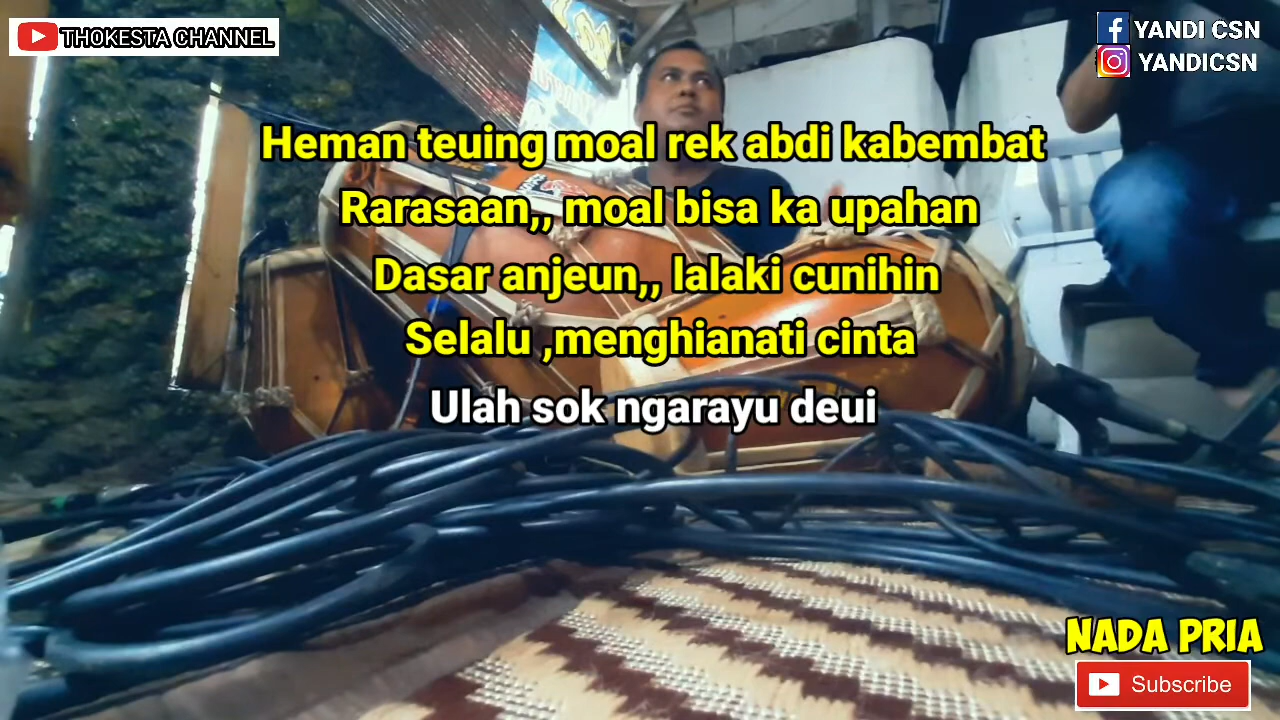 THOKESTA CHANNEL
YANDI CSN
YANDICSN
Heman teuing moal rek abdi kabembat
Rarasaan,, moal bisa ka upahan
Dasar anjeun,, lalaki cunihin
Selalu ,menghianati cinta
Ulah sok ngarayu deui
NADA PRIA
Subscribe